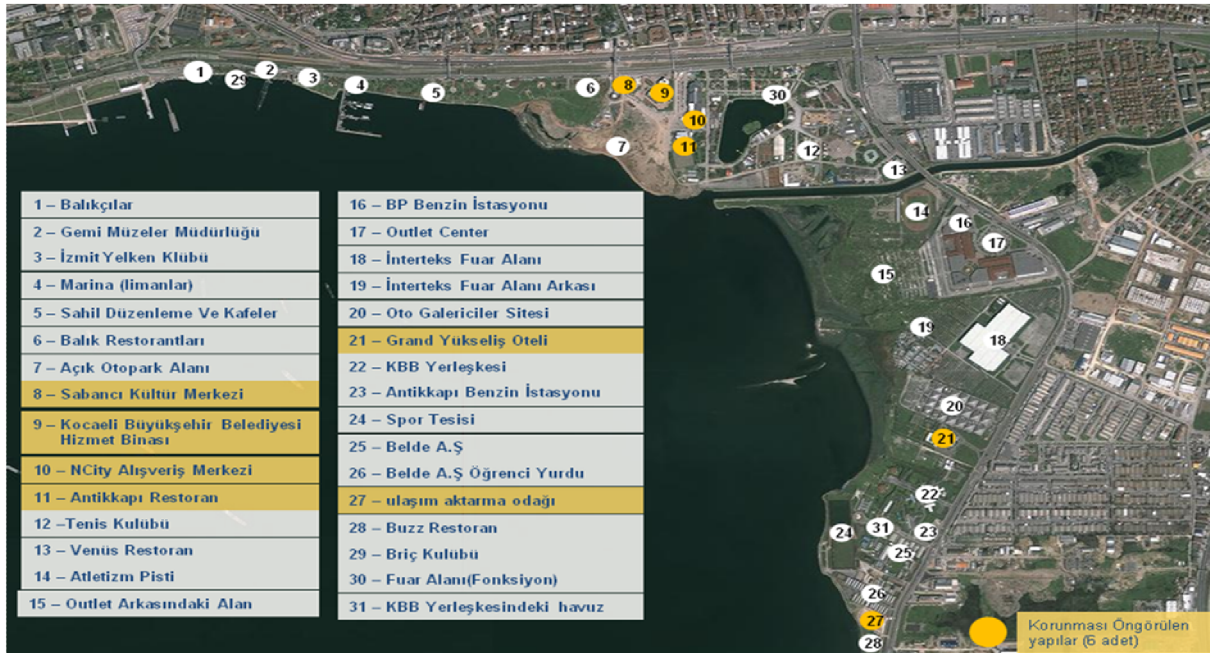 1
29
2
3
4
5
6
8
9
10
11
7
30
12
13
14
16
17
15
19
18
20
21
22
23
31
24
25
26
27
28
1 – Balıkçılar
2 – Gemi Müzeler Müdürlüğü
3 – İzmit Yelken Klübü
4 – Marina (limanlar)
5 – Sahil Düzenleme Ve Kafeler
6 – Balık Restorantları
7 – Açık Otopark Alanı
8 – Sabancı Kültür Merkezi
9 – Kocaeli Büyükşehir Belediyesi
Hizmet Binası
10 – NCity Alışveriş Merkezi
11 – Antikkapı Restoran
12 –Tenis Kulübü
13 – Venüs Restoran
14 – Atletizm Pisti
15 – Outlet Arkasındaki Alan
16 – BP Benzin İstasyonu
17 – Outlet Center
18 – İnterteks Fuar Alanı
19 – İnterteks Fuar Alanı Arkası
20 – Oto Galericiler Sitesi
21 – Grand Yükseliş Oteli
22 – KBB Yerleşkesi
23 – Antikkapı Benzin İstasyonu
24 – Spor Tesisi
25 – Belde A.Ş
26 – Belde A.Ş Öğrenci Yurdu
27 – ulaşım aktarma odağı
28 – Buzz Restoran
29 – Briç Kulübü
30 – Fuar Alanı(Fonksiyon)
31 – KBB Yerleşkesindeki havuz
Korunması Öngörülen
yapılar (6 adet)